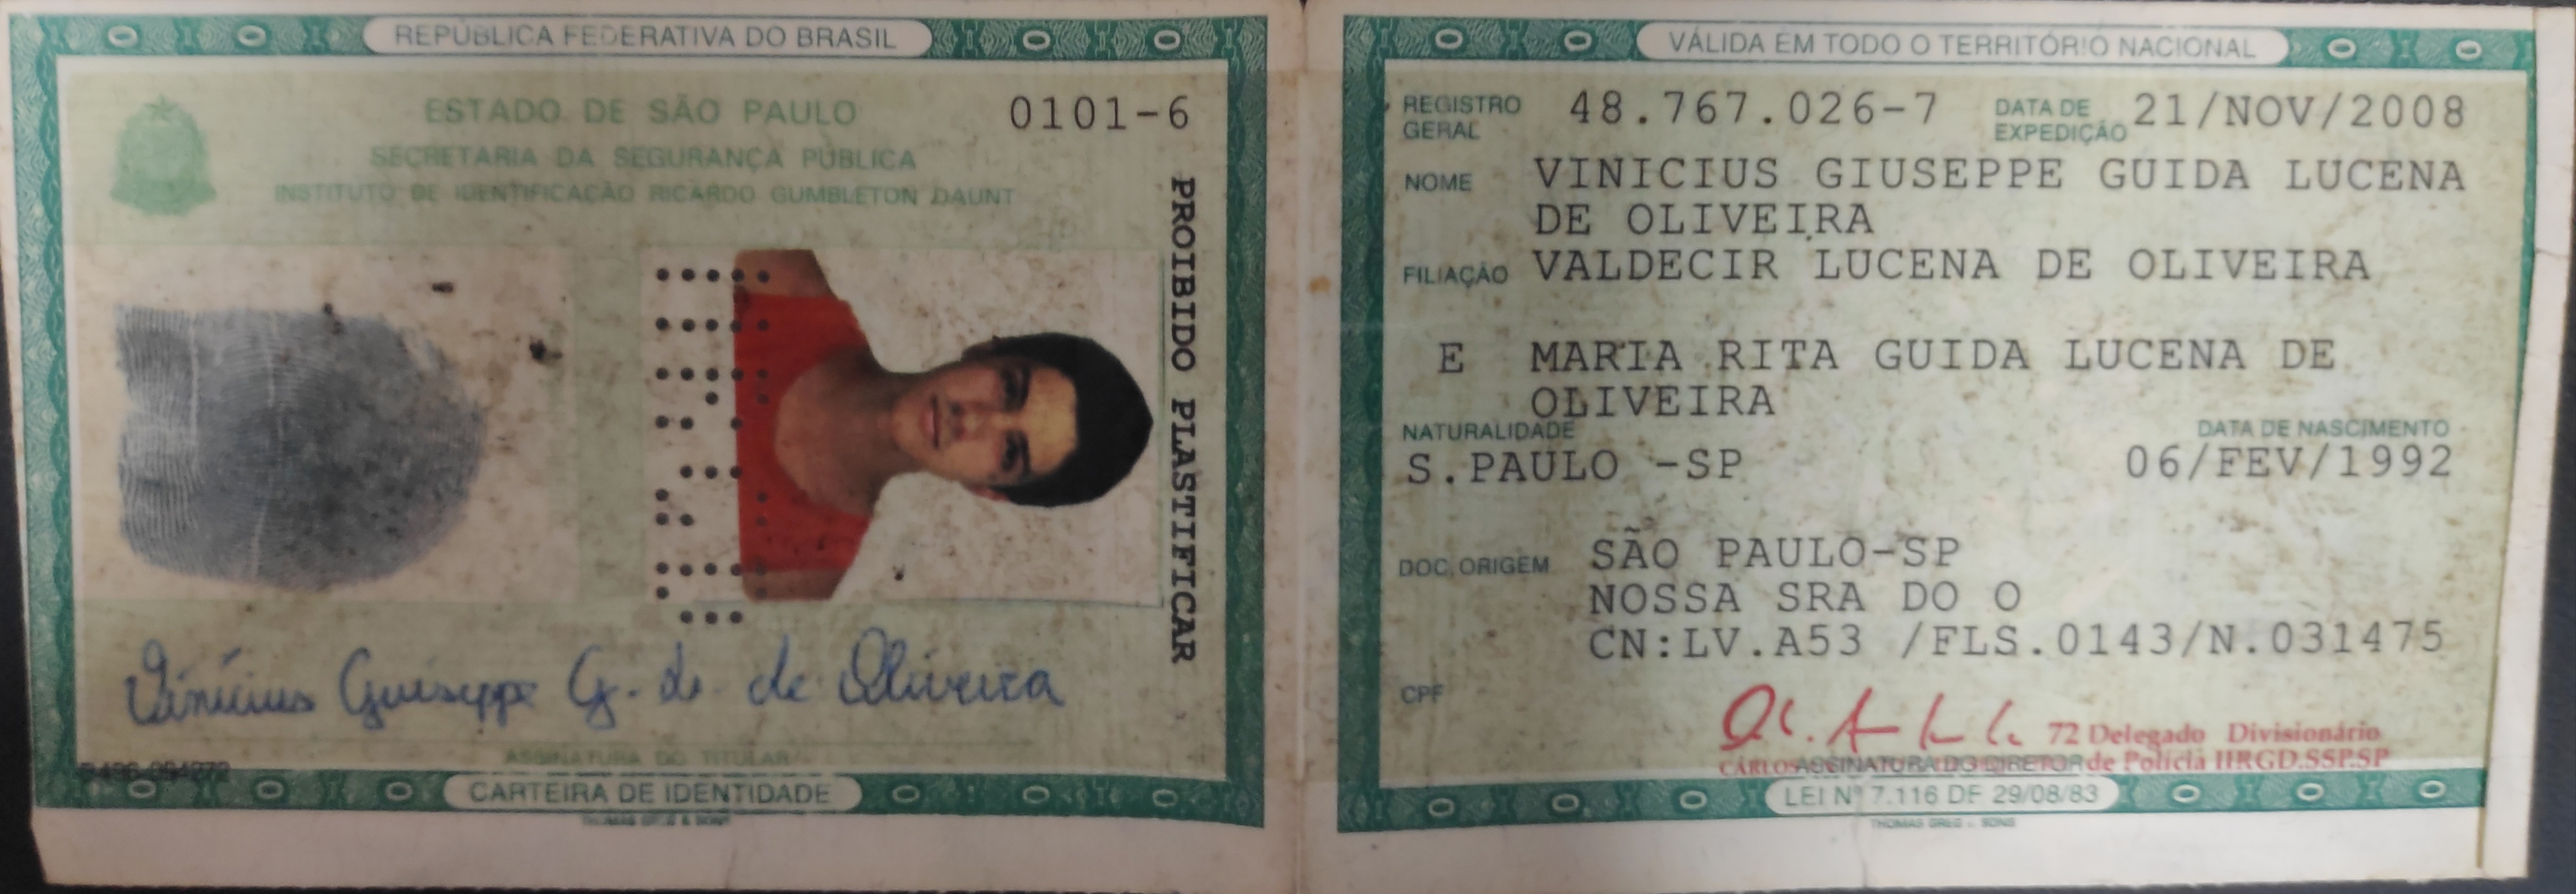 REPÚBLICA FEDERATIVA DO BRASIL
ESTADO DE SÃO PAULO
0101-6
SECRETARIA DA SEGURANÇA PÚBLICA
INSTITUTO DE IDENTIFICAÇÃO RICARDO GUMBLETON DAUNT
PROIBIDO PLASTIFICAR
Vinícius Guiseppe G. L. de Oliveira
ASSINATURA DO TITULAR
CARTEIRA DE IDENTIDADE
THOMAS GREG & SONS
VÁLIDA EM TODO O TERRITÓRIO NACIONAL
REGISTRO GERAL 48.767.026-7 DATA DE EXPEDIÇÃO 21/NOV/2008
NOME VINICIUS GIUSEPPE GUIDA LUCENA
DE OLIVEIRA
FILIAÇÃO VALDECIR LUCENA DE OLIVEIRA
E MARIA RITA GUIDA LUCENA DE
OLIVEIRA
NATURALIDADE DATA DE NASCIMENTO
S.PAULO -SP 06/FEV/1992
DOC ORIGEM SÃO PAULO-SP
NOSSA SRA DO O
CN:LV.A53 /FLS.0143/N.031475
CPF
72 Delegado Divisionário
CARLOS ASSINATURA DO DIRETOR de Polícia IIRGD.SSP.SP
LEI Nº 7.116 DE 29/08/83
THOMAS GREG & SONS